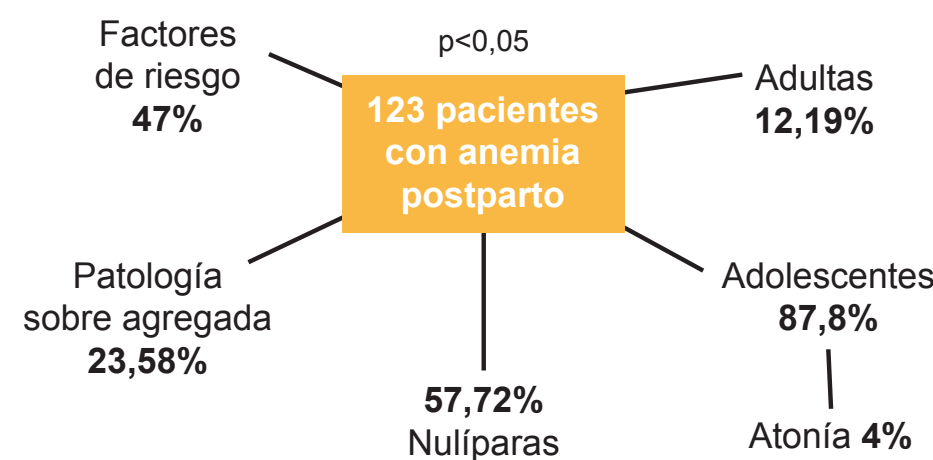 Factores
de riesgo
47%
p<0,05
123 pacientes
con anemia
postparto
Adultas
12,19%
Patología
sobre agregada
23,58%
57,72%
Nulíparas
Adolescentes
87,8%
Atonía 4%